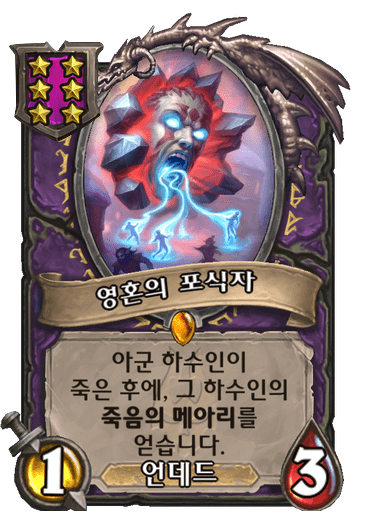 영혼의 포식자
아군 하수인이
죽은 후에, 그 하수인의
죽음의 메아리를
얻습니다.
언데드
1
3